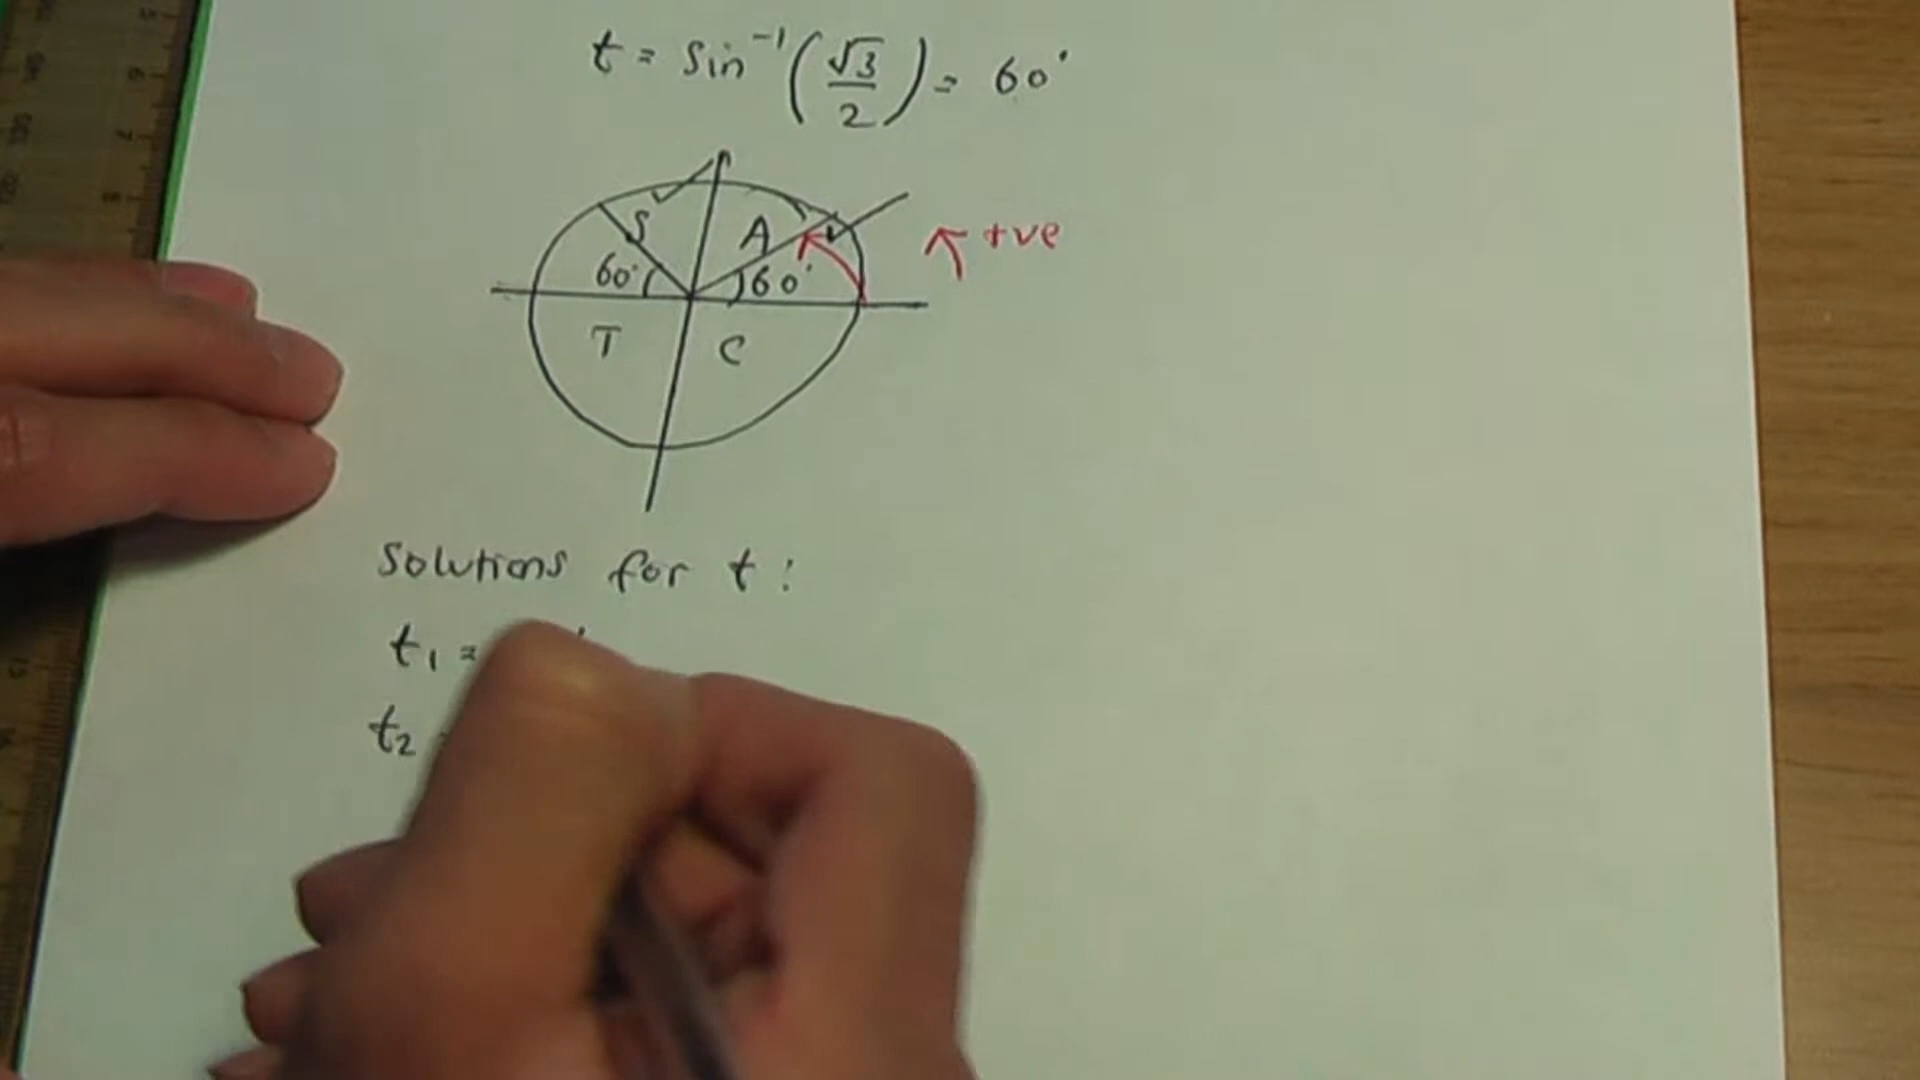 t = sin⁻¹(√3/2) = 60°
S A
+ve
60° 60°
T C
Solutions for t :
t₁ =
t₂